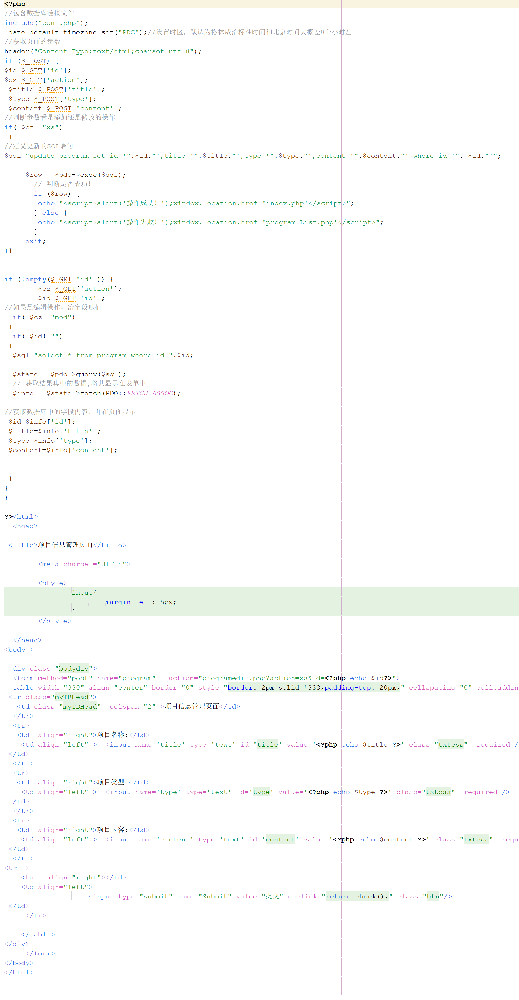 <?php
//包含数据库链接文件
include("conn.php");
date_default_timezone_set("PRC");//设置时区，默认为格林威治标准时间和北京时间大概差8个小时左
//获取页面的参数
header("Content-Type:text/html;charset=utf-8");
if ($_POST) {
$id=$_GET['id'];
$cz=$_GET['action'];
$title=$_POST['title'];
$type=$_POST['type'];
$content=$_POST['content'];
//判断参数看是添加还是修改的操作
if( $cz=="xs")
{
//定义更新的SQL语句
$sql="update program set id='".$id."',title='".$title."',type='".$type."',content='".$content."' where id='". $id."'";
$row = $pdo->exec($sql);
// 判断是否成功！
if ($row) {
echo "<script>alert('操作成功！');window.location.href='index.php'</script>";
} else {
echo "<script>alert('操作失败！');window.location.href='program_List.php'</script>";
}
exit;
}}
if (!empty($_GET['id'])) {
$cz=$_GET['action'];
$id=$_GET['id'];
//如果是编辑操作，给字段赋值
if( $cz=="mod")
{
if( $id!="")
{
$sql="select * from program where id=".$id;
$state = $pdo->query($sql);
// 获取结果集中的数据,将其显示在表单中
$info = $state->fetch(PDO::FETCH_ASSOC);
//获取数据库中的字段内容，并在页面显示
$id=$info['id'];
$title=$info['title'];
$type=$info['type'];
$content=$info['content'];
}
}
}
?><html>
<head>
<title>项目信息管理页面</title>
<meta charset="UTF-8">
<style>
input{
margin-left: 5px;
}
</style>
</head>
<body >
<div class="bodydiv">
<form method="post" name="program"   action="programedit.php?action=xs&id=<?php echo $id?>">
<table width="330" align="center" border="0" style="border: 2px solid #333;padding-top: 20px;" cellspacing="0" cellpaddin
<tr class="myTRHead">
<td class="myTDHead"  colspan="2" >项目信息管理页面</td>
</tr>
<tr>
<td  align="right">项目名称:</td>
<td align="left" >  <input name='title' type='text' id='title' value='<?php echo $title ?>' class="txtcss"  required /
</td>
</tr>
<tr>
<td  align="right">项目类型:</td>
<td align="left" >  <input name='type' type='text' id='type' value='<?php echo $type ?>' class="txtcss"  required />
</td>
</tr>
<tr>
<td  align="right">项目内容:</td>
<td align="left" >  <input name='content' type='text' id='content' value='<?php echo $content ?>' class="txtcss"  requ
</td>
</tr>
<tr  >
<td   align="right"></td>
<td align="left">
<input type="submit" name="Submit" value="提交" onclick="return check();" class="btn"/>
</td>
</tr>
</table>
</div>
</form>
</body>
</html>